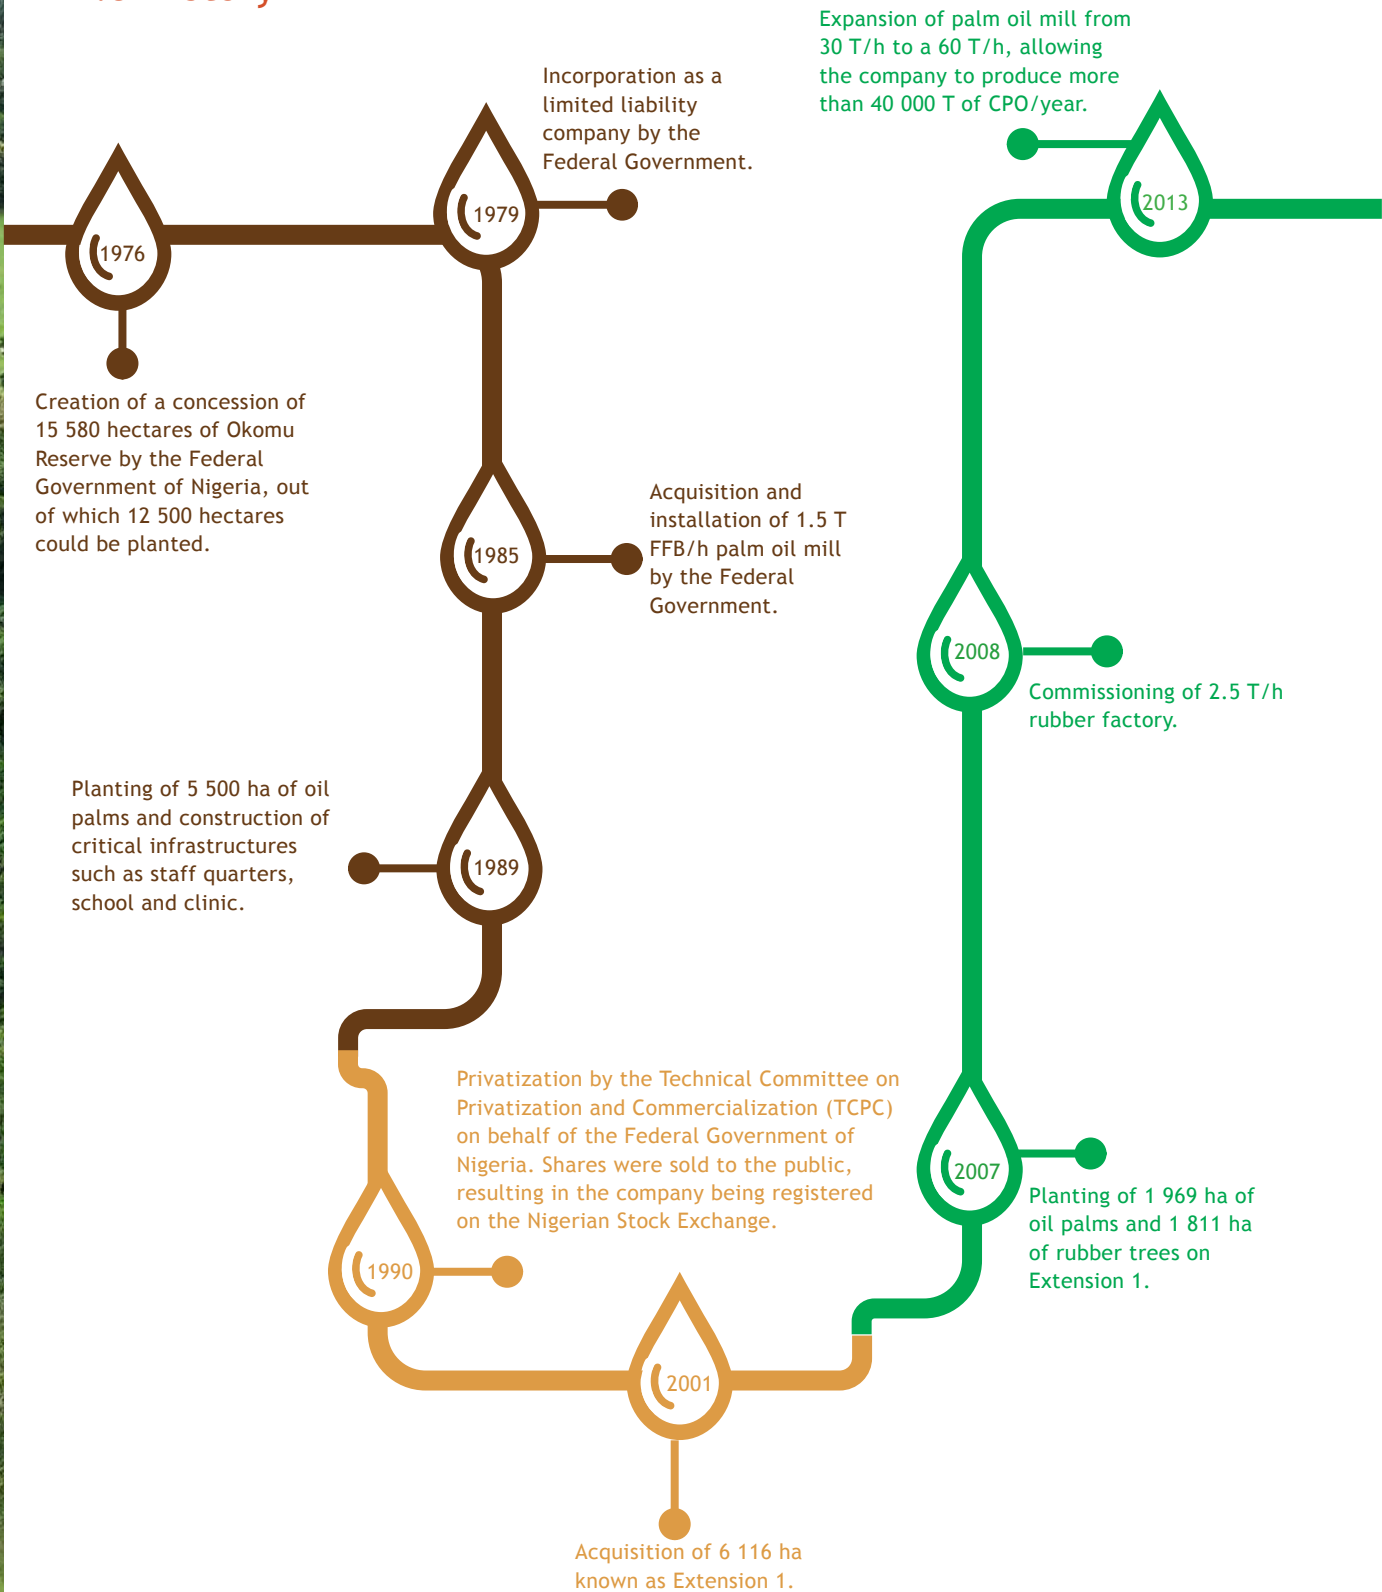 1976
Creation of a concession of
15 580 hectares of Okomu
Reserve by the Federal
Government of Nigeria, out
of which 12 500 hectares
could be planted.
1979
Incorporation as a
limited liability
company by the
Federal Government.
1985
Acquisition and
installation of 1.5 T
FFB/h palm oil mill
by the Federal
Government.
1989
Planting of 5 500 ha of oil
palms and construction of
critical infrastructures
such as staff quarters,
school and clinic.
1990
Privatization by the Technical Committee on
Privatization and Commercialization (TCPC)
on behalf of the Federal Government of
Nigeria. Shares were sold to the public,
resulting in the company being registered
on the Nigerian Stock Exchange.
2001
Acquisition of 6 116 ha
known as Extension 1.
2007
Planting of 1 969 ha of
oil palms and 1 811 ha
of rubber trees on
Extension 1.
2008
Commissioning of 2.5 T/h
rubber factory.
2013
Expansion of palm oil mill from
30 T/h to a 60 T/h, allowing
the company to produce more
than 40 000 T of CPO/year.